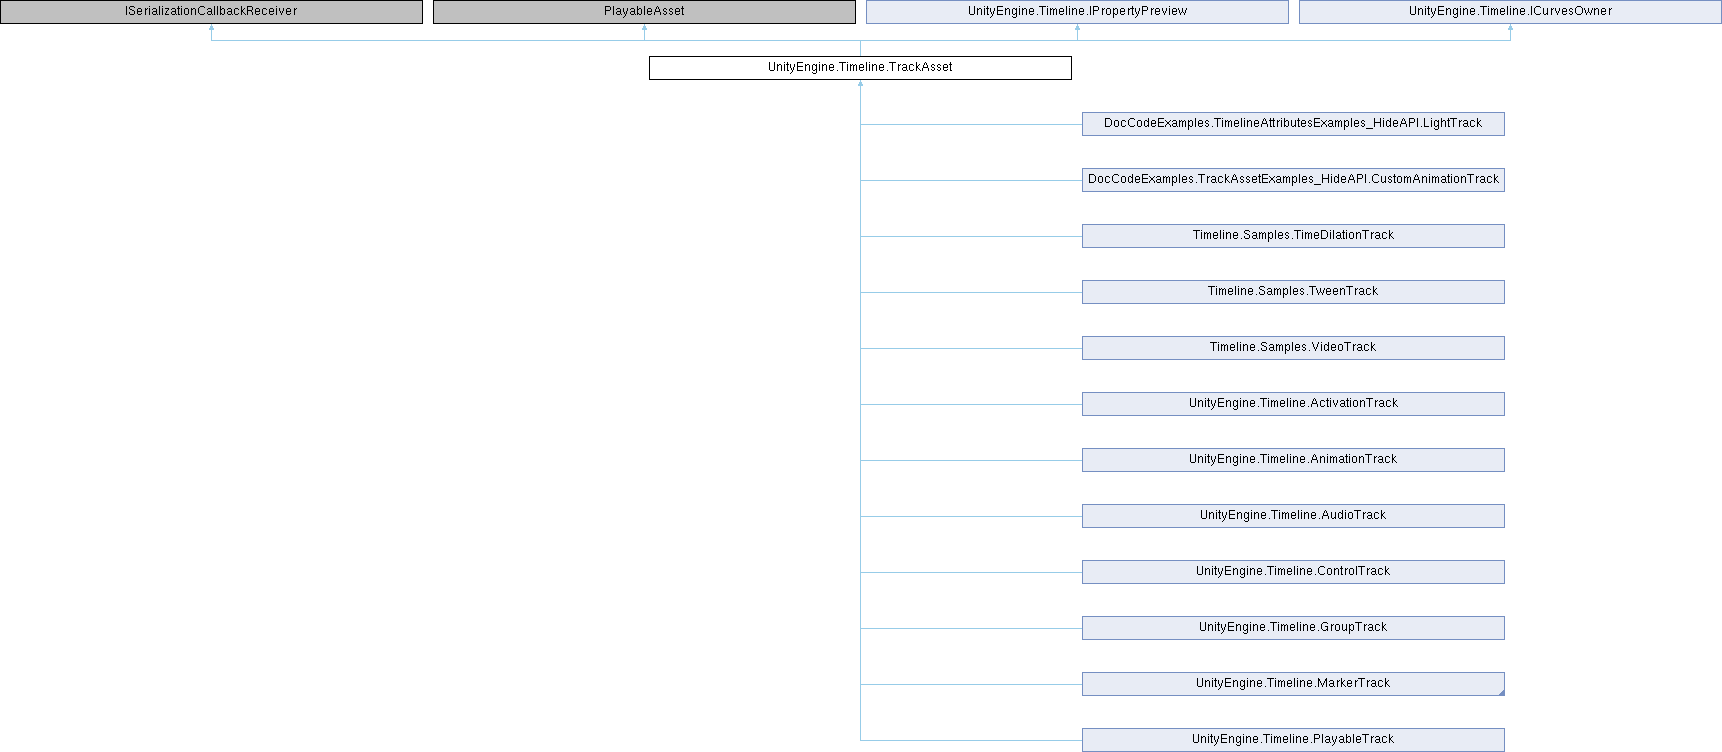 ISerializationCallbackReceiver
PlayableAsset
UnityEngine.Timeline.IPropertyPreview
UnityEngine.Timeline.ICurvesOwner
UnityEngine.Timeline.TrackAsset
DocCodeExamples.TimelineAttributesExamples_HideAPI.LightTrack
DocCodeExamples.TrackAssetExamples_HideAPI.CustomAnimationTrack
Timeline.Samples.TimeDilationTrack
Timeline.Samples.TweenTrack
Timeline.Samples.VideoTrack
UnityEngine.Timeline.ActivationTrack
UnityEngine.Timeline.AnimationTrack
UnityEngine.Timeline.AudioTrack
UnityEngine.Timeline.ControlTrack
UnityEngine.Timeline.GroupTrack
UnityEngine.Timeline.MarkerTrack
UnityEngine.Timeline.PlayableTrack